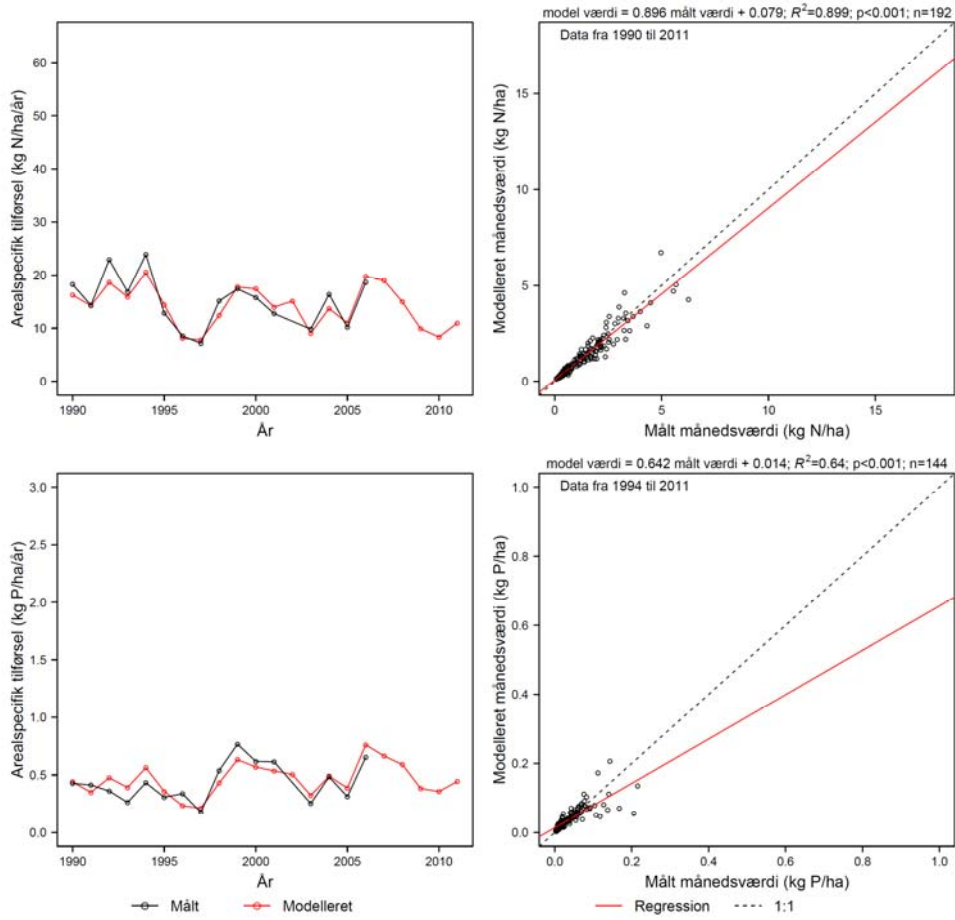 model værdi = 0.896 målt værdi + 0.079; R²=0.899; p<0.001; n=192
Data fra 1990 til 2011
Arealspecifik tilførsel (kg N/ha/år)
60
50
40
30
20
10
0
1990 1995 2000 2005 2010
År
Modelleret månedsværdi (kg N/ha)
15
10
5
0
0 5 10 15
Målt månedsværdi (kg N/ha)
model værdi = 0.642 målt værdi + 0.014; R²=0.64; p<0.001; n=144
Data fra 1994 til 2011
Arealspecifik tilførsel (kg P/ha/år)
3.0
2.5
2.0
1.5
1.0
0.5
0.0
1990 1995 2000 2005 2010
År
Modelleret månedsværdi (kg P/ha)
1.0
0.8
0.6
0.4
0.2
0.0
0.0 0.2 0.4 0.6 0.8 1.0
Målt månedsværdi (kg P/ha)
Målt Modelleret Regression 1:1